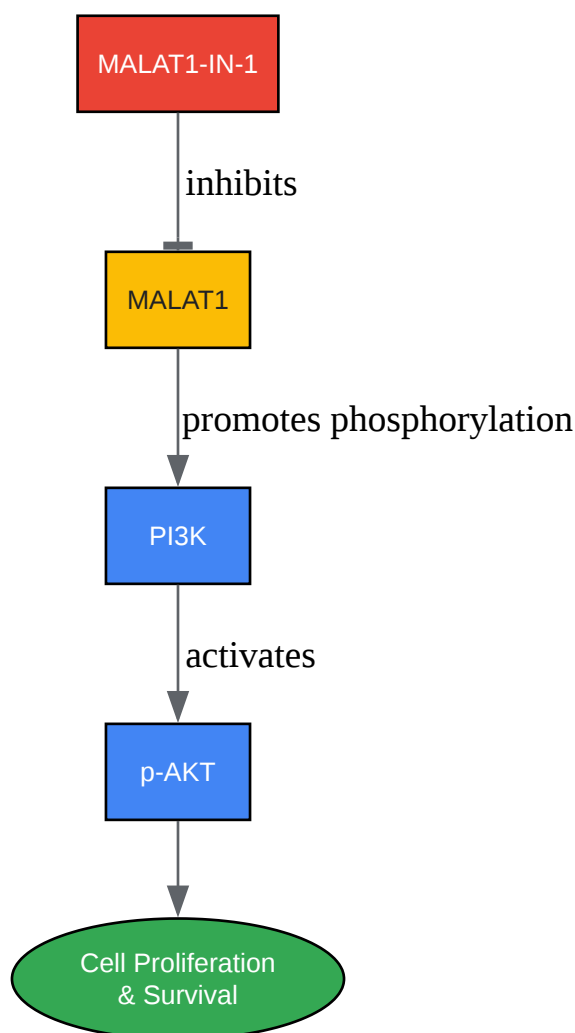 MALAT1-IN-1
inhibits
MALAT1
promotes phosphorylation
PI3K
activates
p-AKT
Cell Proliferation
& Survival